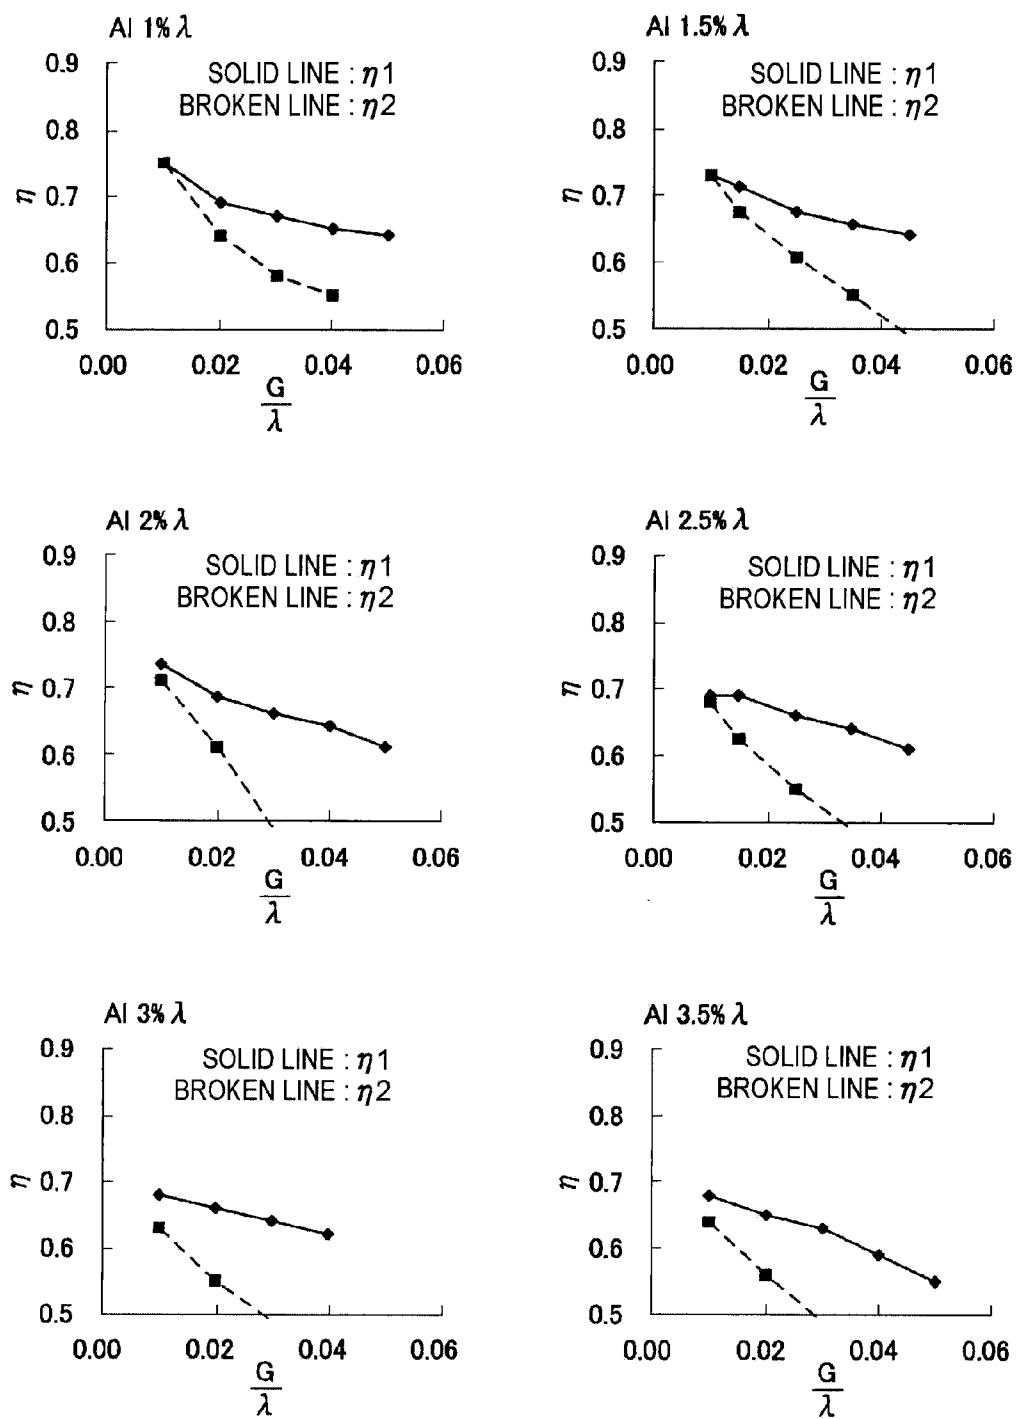 Al 1% λ
SOLID LINE : η1
BROKEN LINE : η2
0.9
0.8
0.7
0.6
0.5
η
0.00 0.02 0.04 0.06
G
λ
Al 1.5% λ
SOLID LINE : η1
BROKEN LINE : η2
0.9
0.8
0.7
0.6
0.5
η
0.00 0.02 0.04 0.06
G
λ
Al 2% λ
SOLID LINE : η1
BROKEN LINE : η2
0.9
0.8
0.7
0.6
0.5
η
0.00 0.02 0.04 0.06
G
λ
Al 2.5% λ
SOLID LINE : η1
BROKEN LINE : η2
0.9
0.8
0.7
0.6
0.5
η
0.00 0.02 0.04 0.06
G
λ
Al 3% λ
SOLID LINE : η1
BROKEN LINE : η2
0.9
0.8
0.7
0.6
0.5
η
0.00 0.02 0.04 0.06
G
λ
Al 3.5% λ
SOLID LINE : η1
BROKEN LINE : η2
0.9
0.8
0.7
0.6
0.5
η
0.00 0.02 0.04 0.06
G
λ